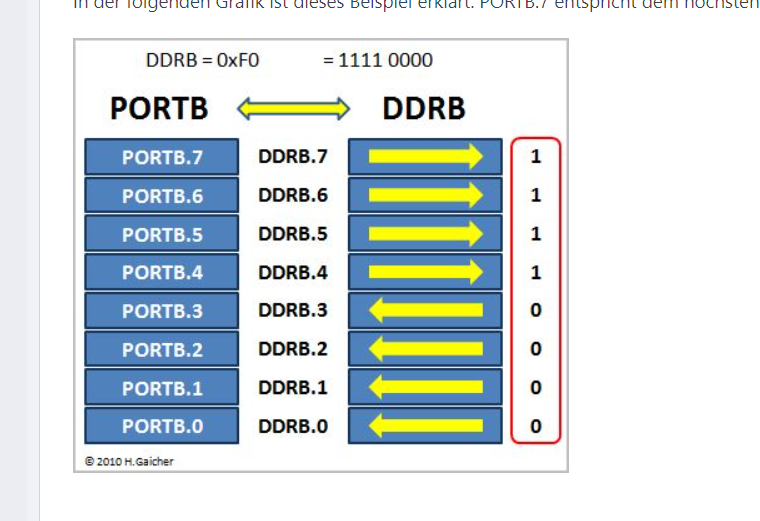 In der folgenden Grafik ist dieses Beispiel erklärt. PORTB.7 entspricht dem höchsten
DDRB = 0xF0 = 1111 0000
PORTB DDRB
PORTB.7 DDRB.7 1
PORTB.6 DDRB.6 1
PORTB.5 DDRB.5 1
PORTB.4 DDRB.4 1
PORTB.3 DDRB.3 0
PORTB.2 DDRB.2 0
PORTB.1 DDRB.1 0
PORTB.0 DDRB.0 0
© 2010 H.Gaicher